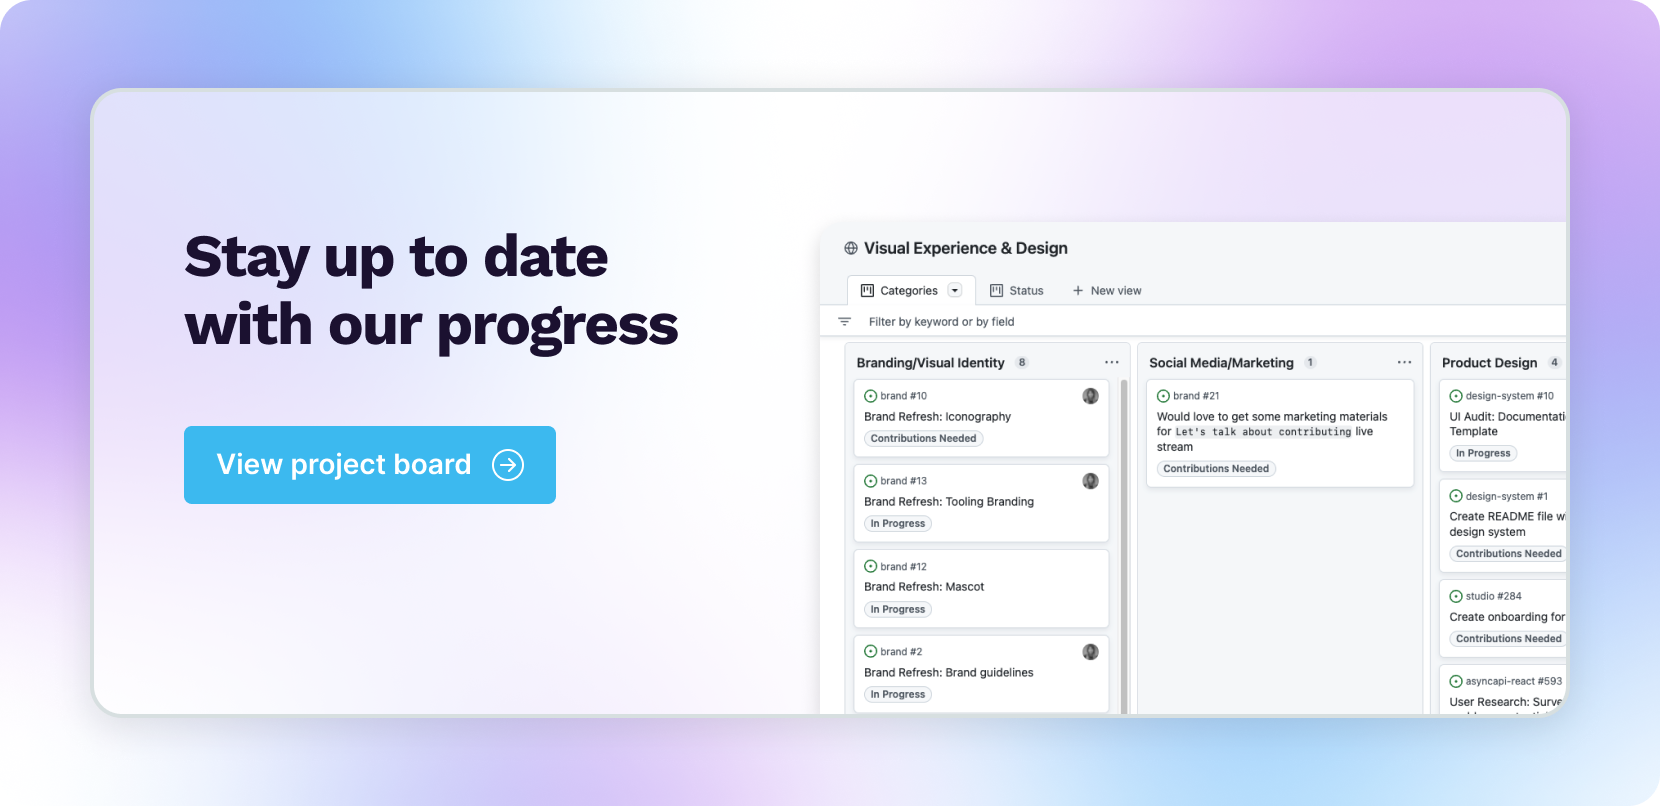 Stay up to date
with our progress
View project board
Visual Experience & Design
Categories
Status
New view
Filter by keyword or by field
Branding/Visual Identity 8
brand #10
Brand Refresh: Iconography
Contributions Needed
brand #13
Brand Refresh: Tooling Branding
In Progress
brand #12
Brand Refresh: Mascot
In Progress
brand #2
Brand Refresh: Brand guidelines
In Progress
Social Media/Marketing 1
brand #21
Would love to get some marketing materials
for Let's talk about contributing live
stream
Contributions Needed
Product Design 4
design-system #10
UI Audit: Documentati
Template
In Progress
design-system #1
Create README file wi
design system
Contributions Needed
studio #284
Create onboarding for
Contributions Needed
asyncapi-react #593
User Research: Surve